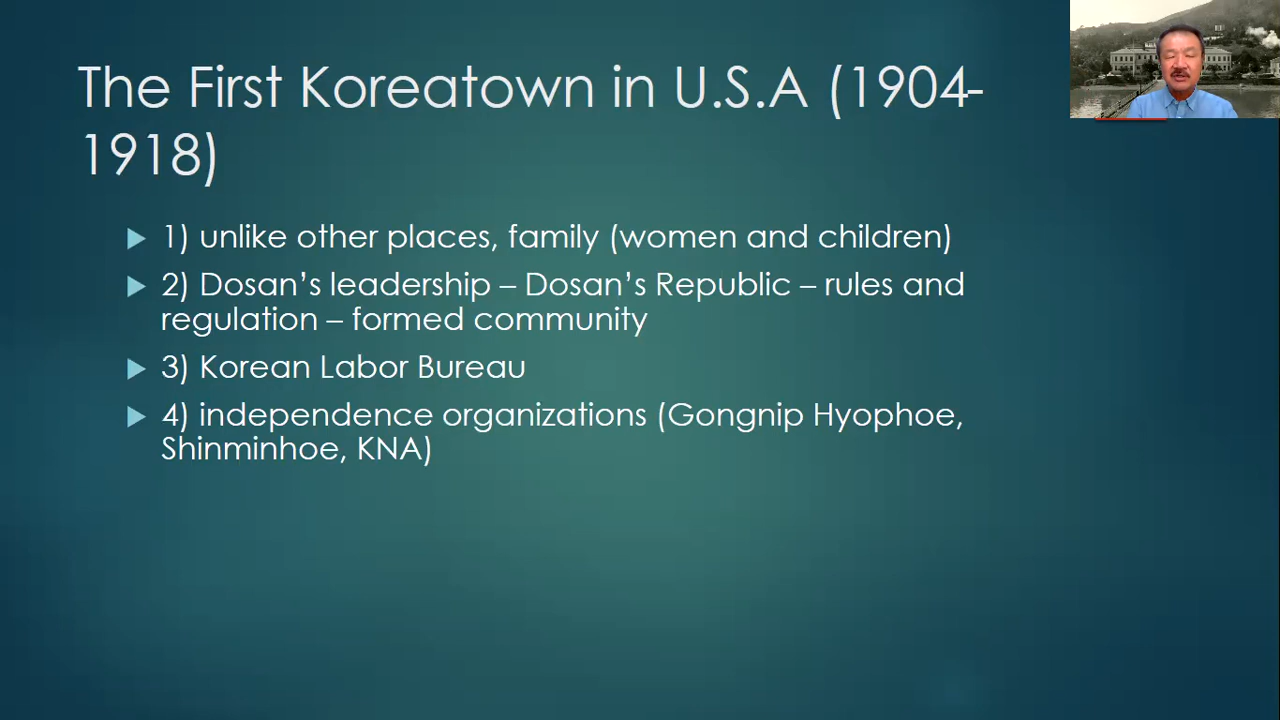 The First Koreatown in U.S.A (1904-
1918)
1) unlike other places, family (women and children)
2) Dosan’s leadership – Dosan’s Republic – rules and
regulation – formed community
3) Korean Labor Bureau
4) independence organizations (Gongnip Hyophoe,
Shinminhoe, KNA)